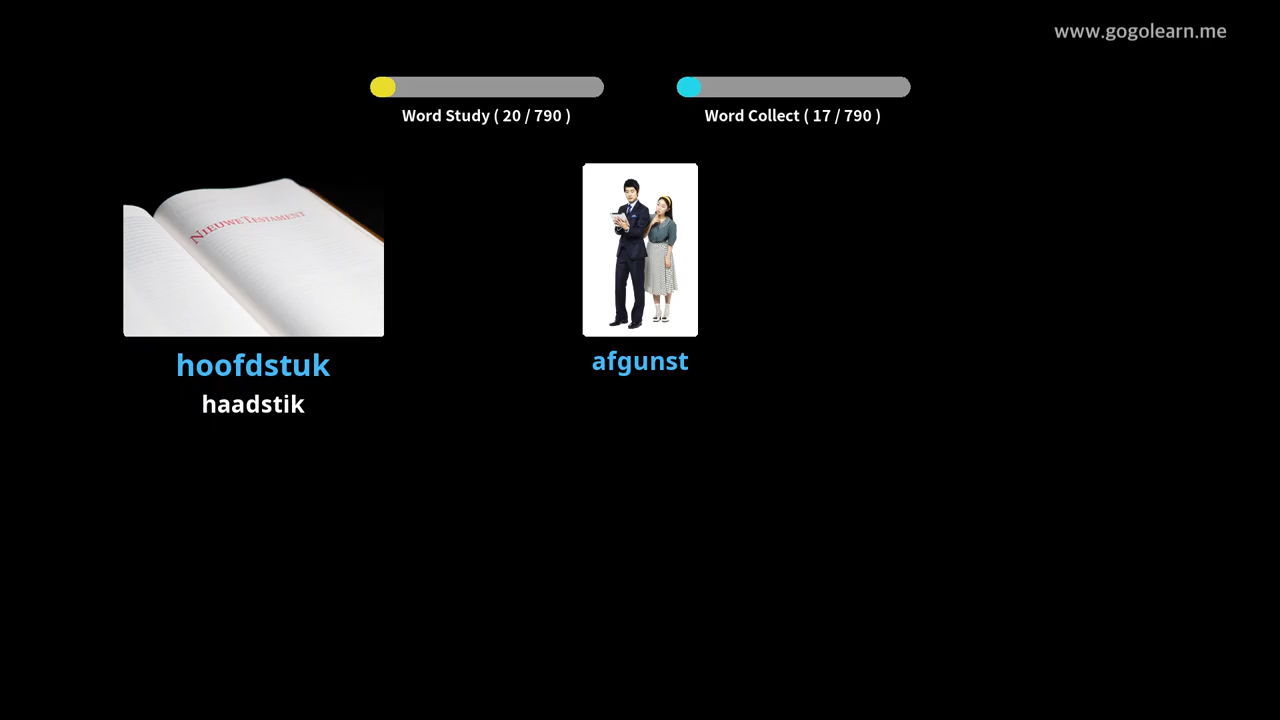 www.gogolearn.me
Word Study ( 20 / 790 )
Word Collect ( 17 / 790 )
NIEUWE TESTAMENT
hoofdstuk
haadstik
afgunst